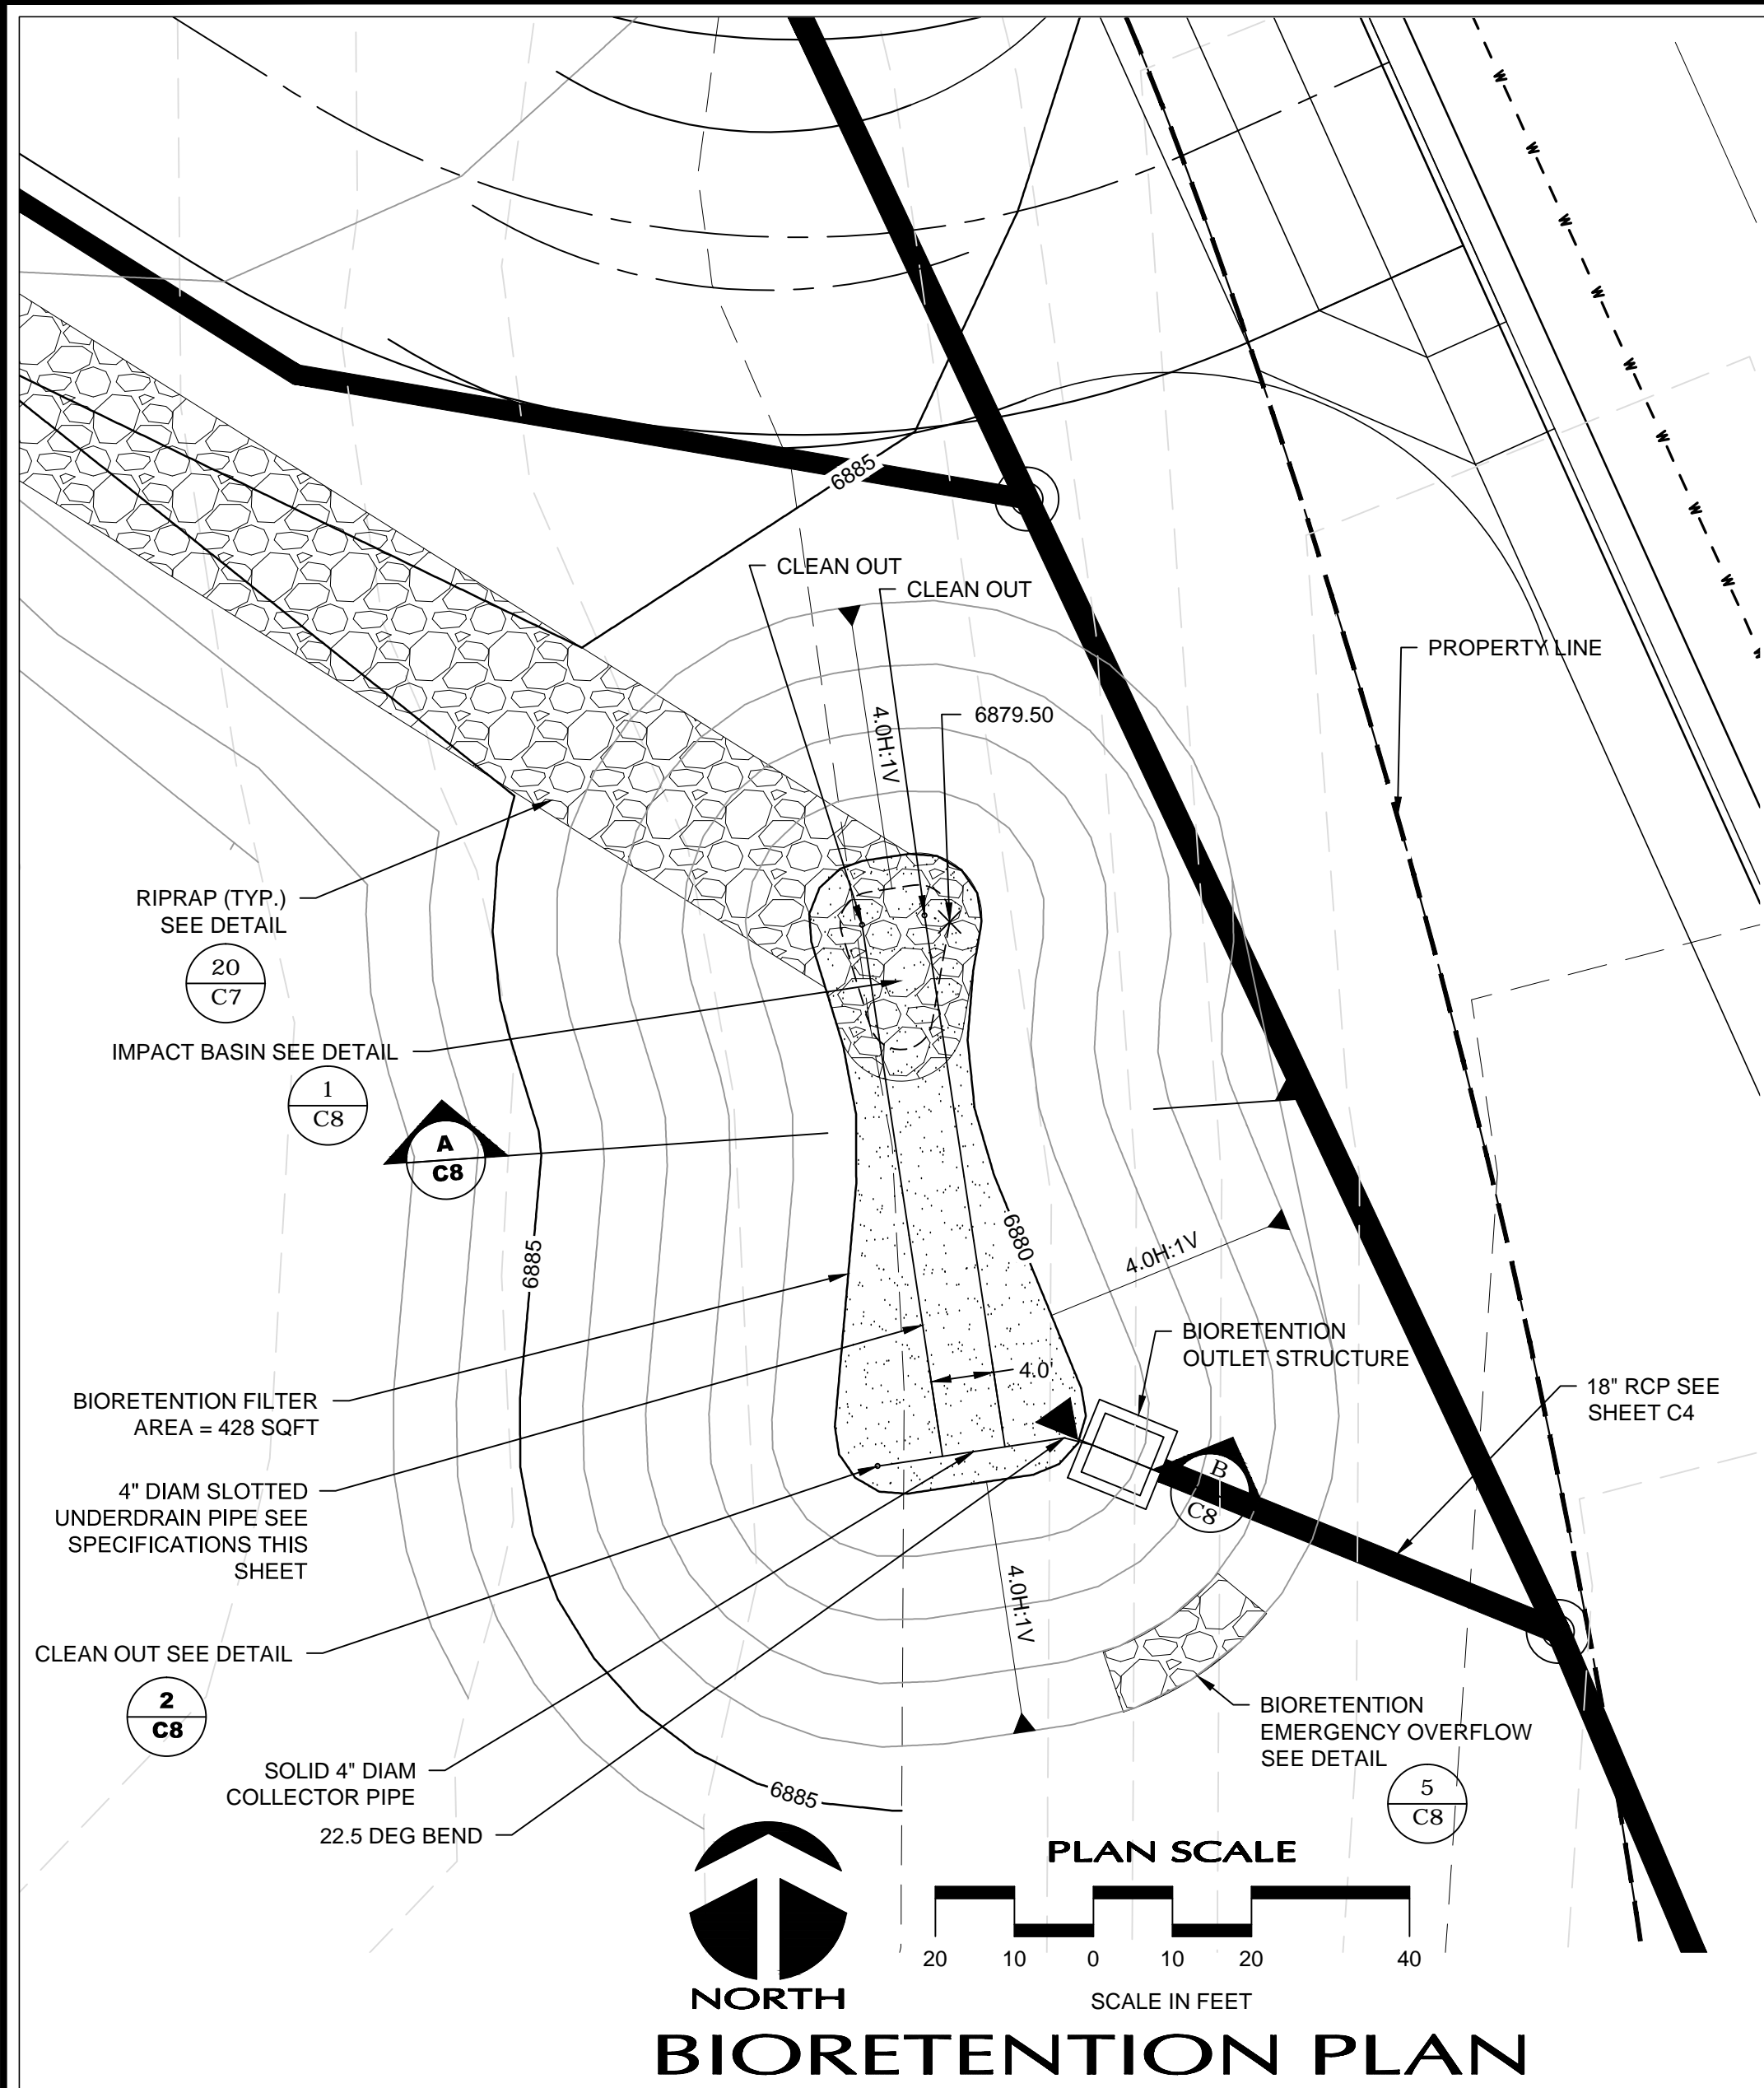 6885
CLEAN OUT
CLEAN OUT
PROPERTY LINE
4.0H:1V
6879.50
RIPRAP (TYP.)
SEE DETAIL
20
C7
IMPACT BASIN SEE DETAIL
1
C8
A
C8
6885
6880
4.0H:1V
BIORETENTION
OUTLET STRUCTURE
4.0'
18" RCP SEE
SHEET C4
BIORETENTION FILTER
AREA = 428 SQFT
B
C8
4" DIAM SLOTTED
UNDERDRAIN PIPE SEE
SPECIFICATIONS THIS
SHEET
4.0H:1V
CLEAN OUT SEE DETAIL
2
C8
BIORETENTION
EMERGENCY OVERFLOW
SEE DETAIL
5
C8
SOLID 4" DIAM
COLLECTOR PIPE
22.5 DEG BEND
6885
W
W
W
W
W
W
W
W
W
NORTH
PLAN SCALE
20 10 0 10 20 40
SCALE IN FEET
BIORETENTION PLAN